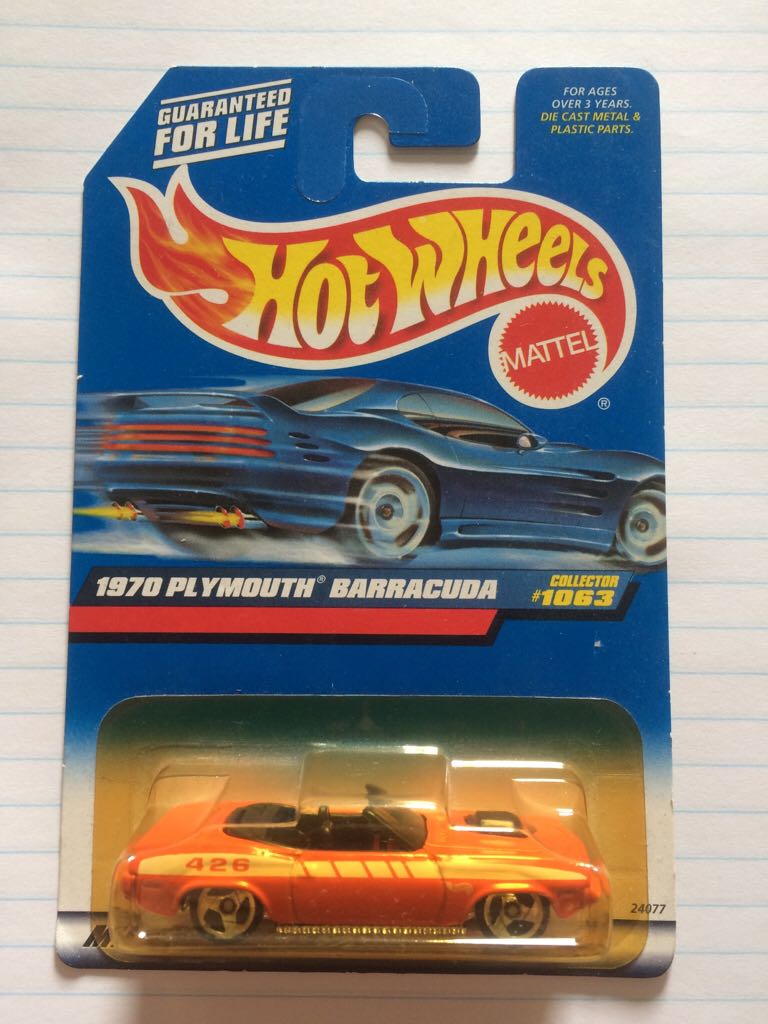 GUARANTEED
FOR LIFE
FOR AGES
OVER 3 YEARS.
DIE CAST METAL &
PLASTIC PARTS.
HOT WHEELS
MATTEL
®
1970 PLYMOUTH® BARRACUDA
COLLECTOR
#1063
426
24077
M.